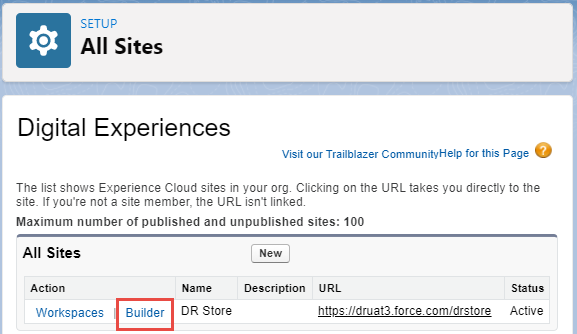 SETUP
All Sites
Digital Experiences
Visit our Trailblazer Community Help for this Page ?
The list shows Experience Cloud sites in your org. Clicking on the URL takes you directly to the
site. If you're not a site member, the URL isn't linked.
Maximum number of published and unpublished sites: 100
All Sites New
Action Name Description URL Status
Workspaces | Builder DR Store https://druat3.force.com/drstore Active